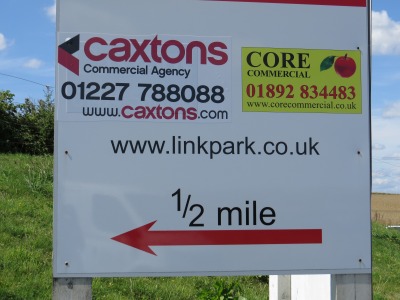 caxtons
Commercial Agency
01227 788088
www.caxtons.com
CORE
COMMERCIAL
01892 834483
www.corecommercial.co.uk
www.linkpark.co.uk
1/2 mile